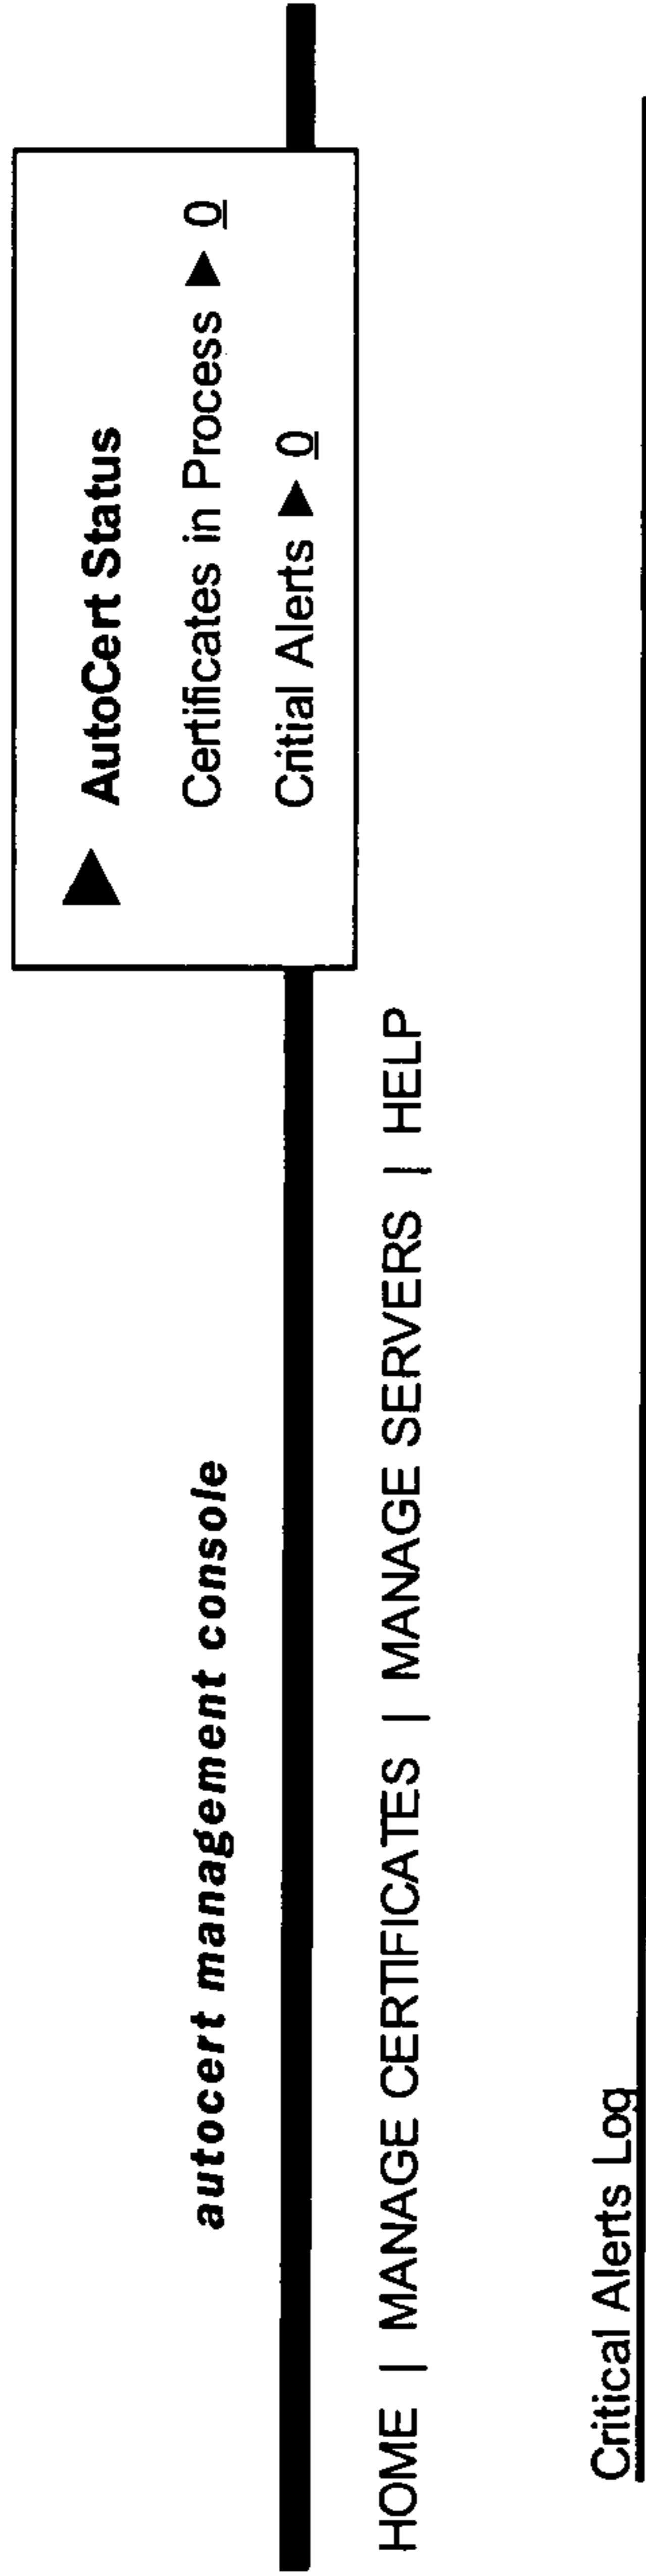 autocert management console
▶ AutoCert Status
Certificates in Process ▶ 0
Critial Alerts ▶ 0
HOME | MANAGE CERTIFICATES | MANAGE SERVERS | HELP
Critical Alerts Log